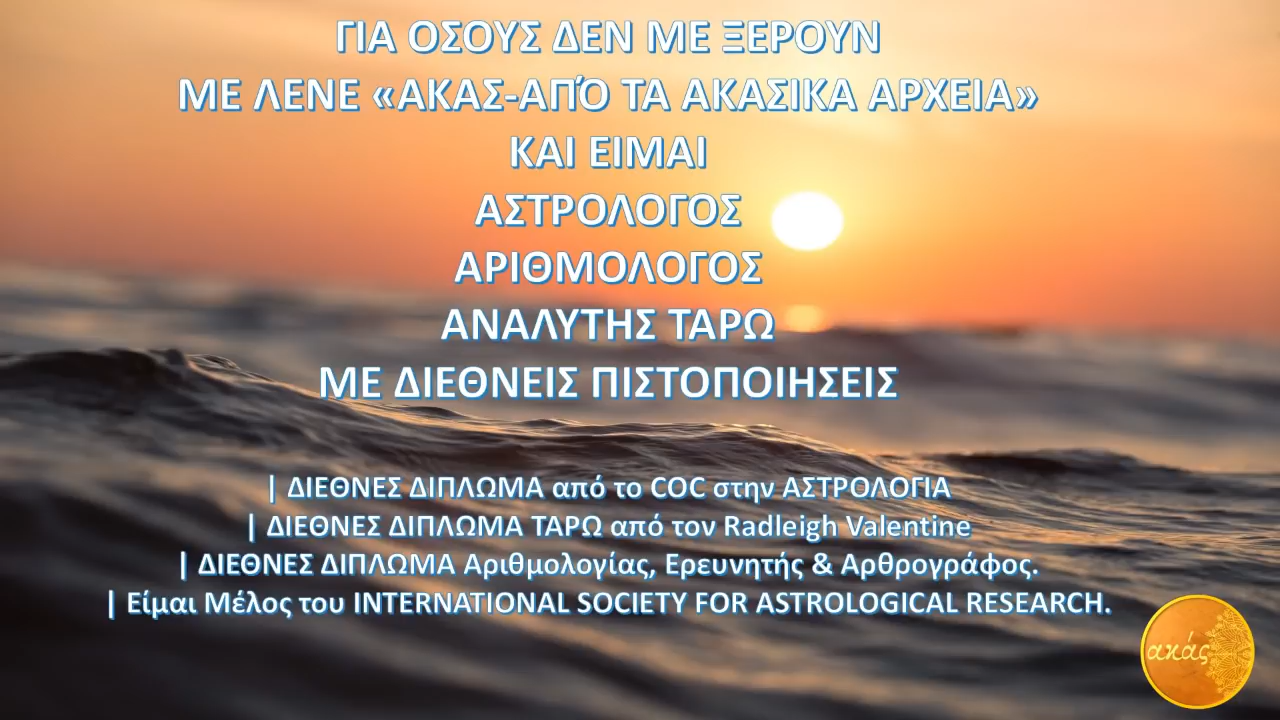 ΓΙΑ ΟΣΟΥΣ ΔΕΝ ΜΕ ΞΕΡΟΥΝ
ΜΕ ΛΕΝΕ «ΑΚΑΣ-ΑΠΌ ΤΑ ΑΚΑΣΙΚΑ ΑΡΧΕΙΑ»
ΚΑΙ ΕΙΜΑΙ
ΑΣΤΡΟΛΟΓΟΣ
ΑΡΙΘΜΟΛΟΓΟΣ
ΑΝΑΛΥΤΗΣ ΤΑΡΩ
ΜΕ ΔΙΕΘΝΕΙΣ ΠΙΣΤΟΠΟΙΗΣΕΙΣ
| ΔΙΕΘΝΕΣ ΔΙΠΛΩΜΑ από το COC στην ΑΣΤΡΟΛΟΓΙΑ
| ΔΙΕΘΝΕΣ ΔΙΠΛΩΜΑ ΤΑΡΩ από τον Radleigh Valentine
| ΔΙΕΘΝΕΣ ΔΙΠΛΩΜΑ Αριθμολογίας, Ερευνητής & Αρθρογράφος.
| Είμαι Μέλος του INTERNATIONAL SOCIETY FOR ASTROLOGICAL RESEARCH.
ακάς